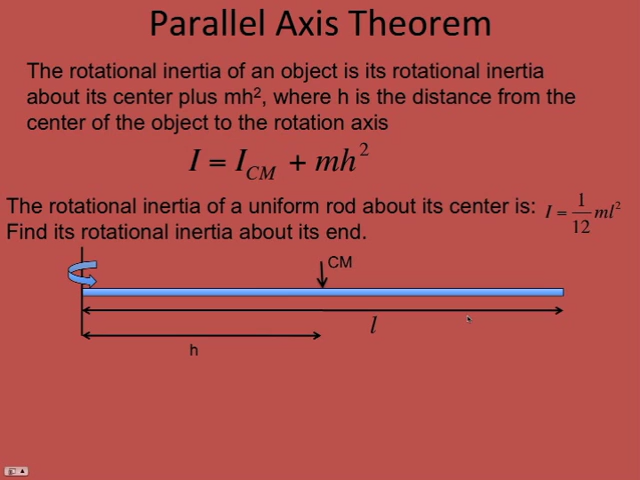 Parallel Axis Theorem
The rotational inertia of an object is its rotational inertia
about its center plus mh², where h is the distance from the
center of the object to the rotation axis
I = I_CM + mh²
The rotational inertia of a uniform rod about its center is: I = 1/12 ml²
Find its rotational inertia about its end.
CM
l
h